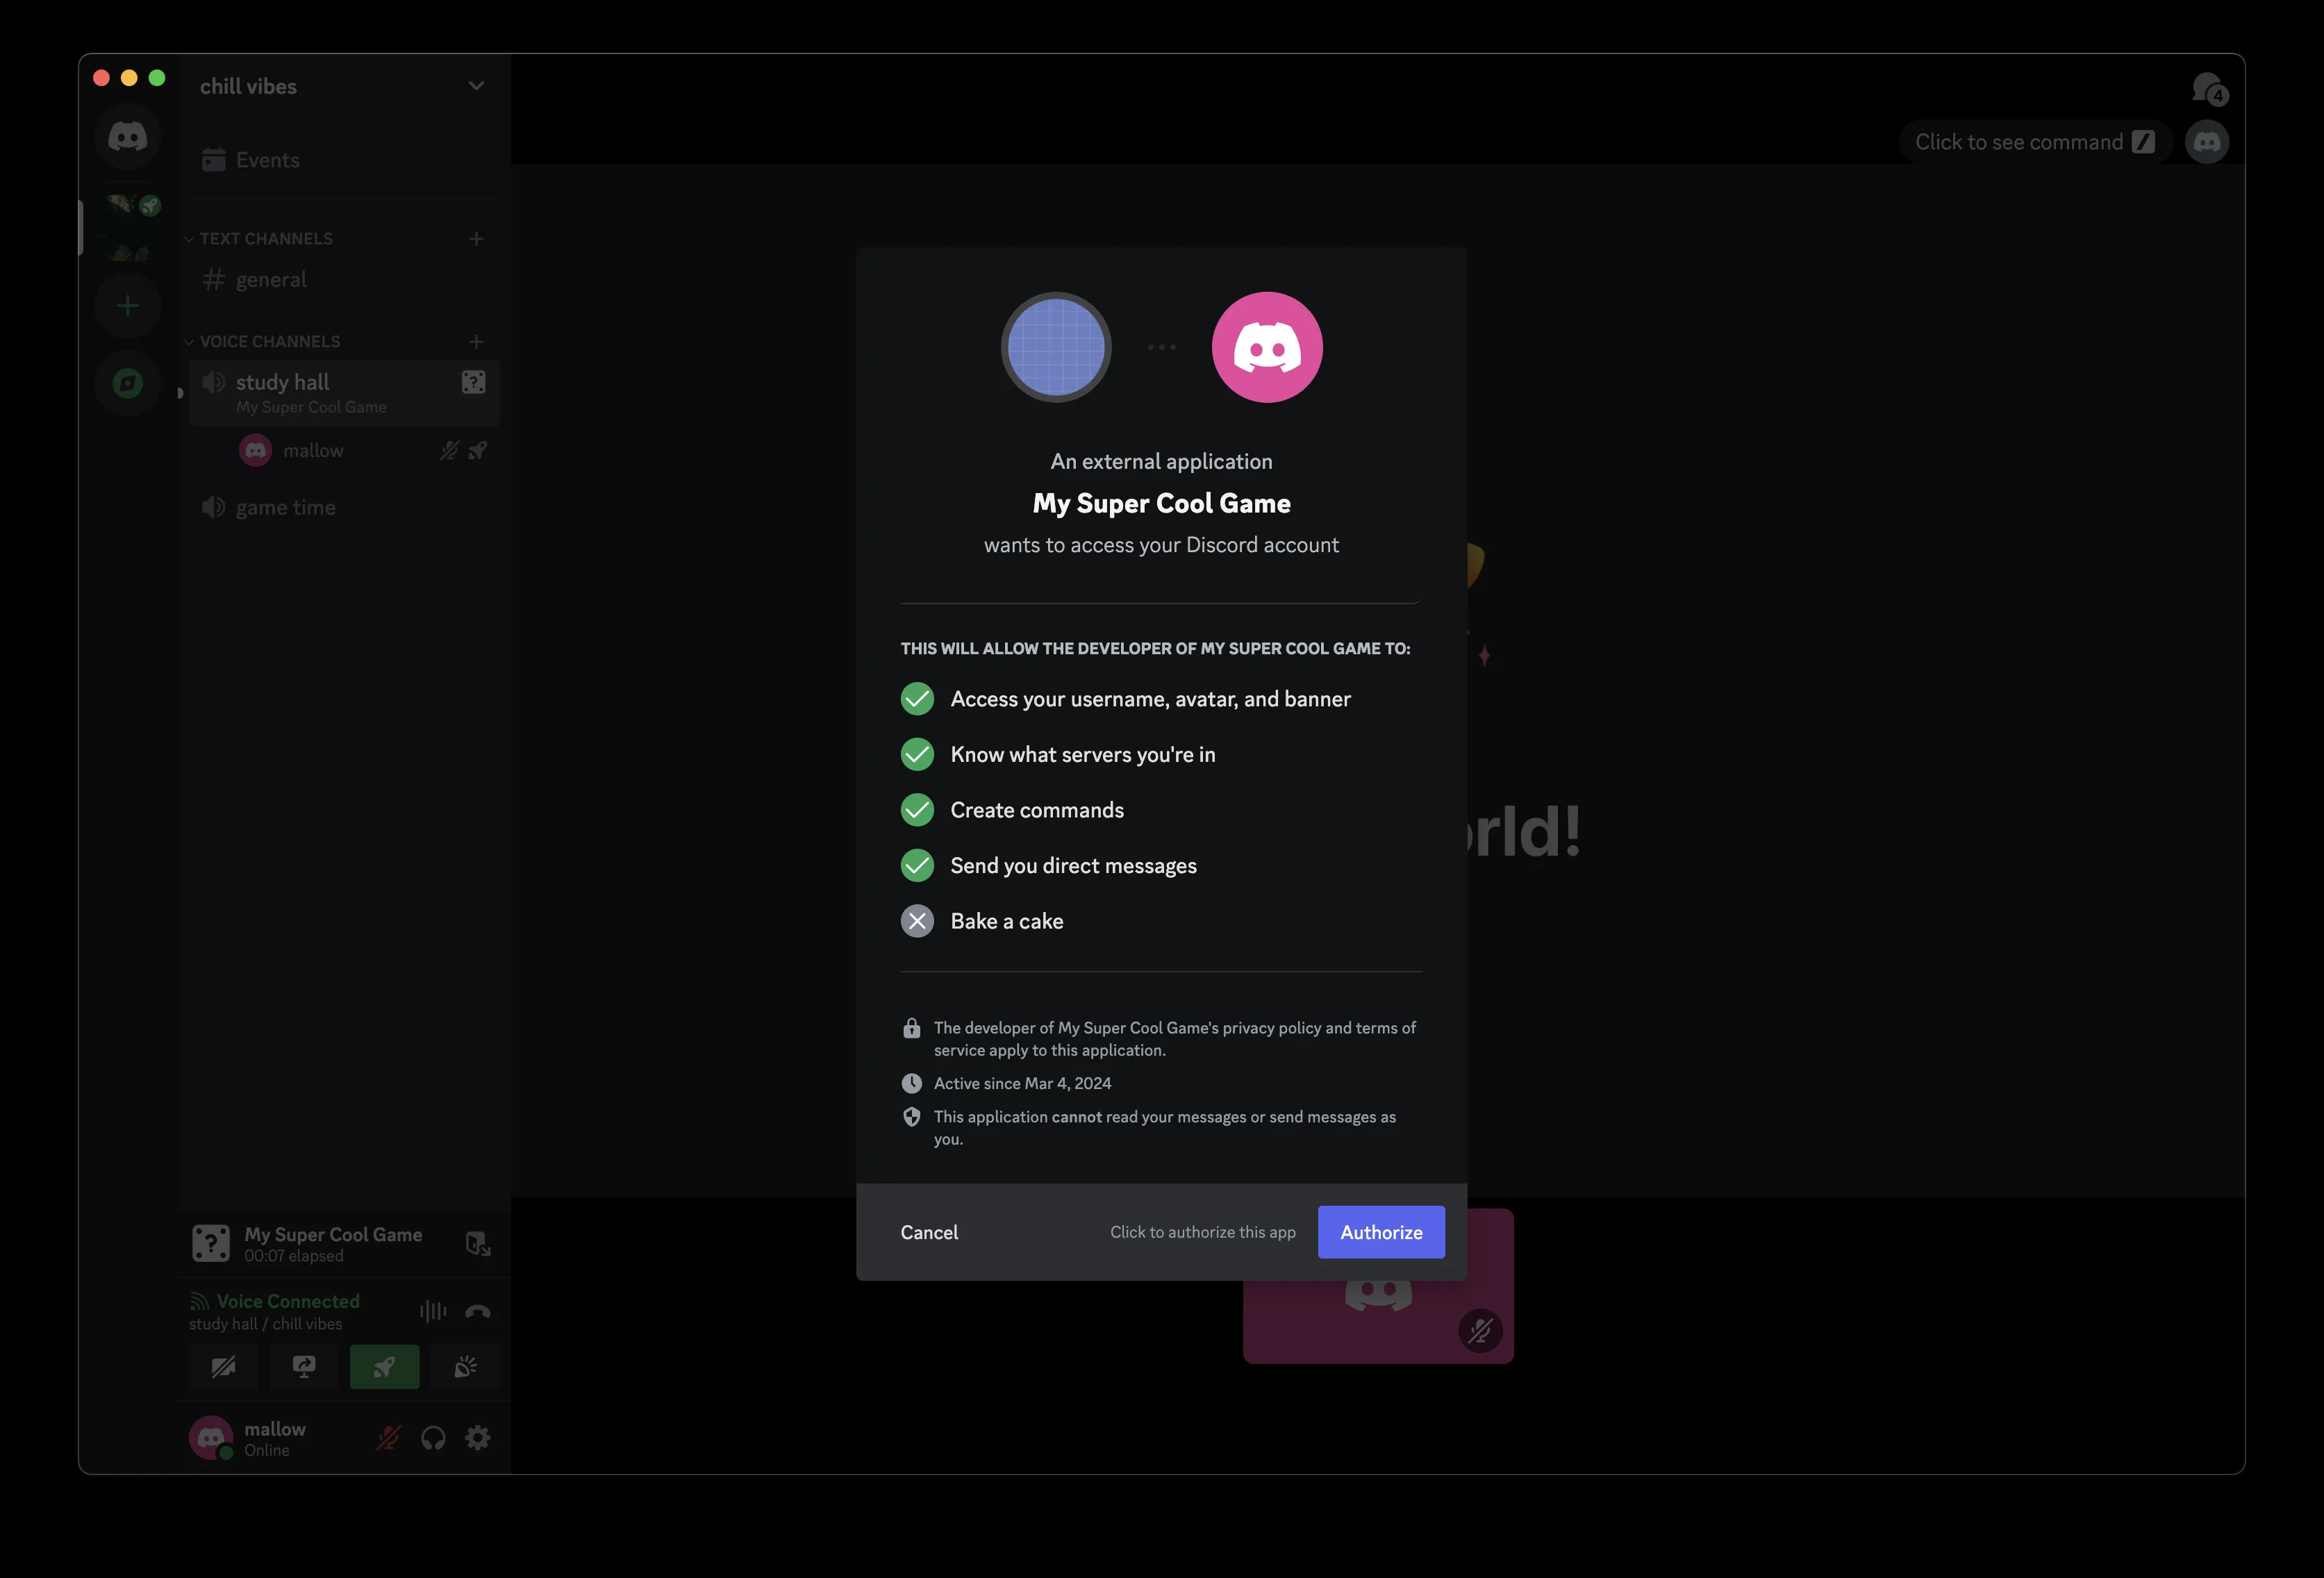 chill vibes
Events
TEXT CHANNELS
general
VOICE CHANNELS
study hall
My Super Cool Game
mallow
game time
My Super Cool Game
00:07 elapsed
Voice Connected
study hall / chill vibes
mallow
Online
4
Click to see command
An external application
My Super Cool Game
wants to access your Discord account
THIS WILL ALLOW THE DEVELOPER OF MY SUPER COOL GAME TO:
Access your username, avatar, and banner
Know what servers you're in
Create commands
Send you direct messages
Bake a cake
The developer of My Super Cool Game's privacy policy and terms of
service apply to this application.
Active since Mar 4, 2024
This application cannot read your messages or send messages as
you.
Cancel
Click to authorize this app
Authorize